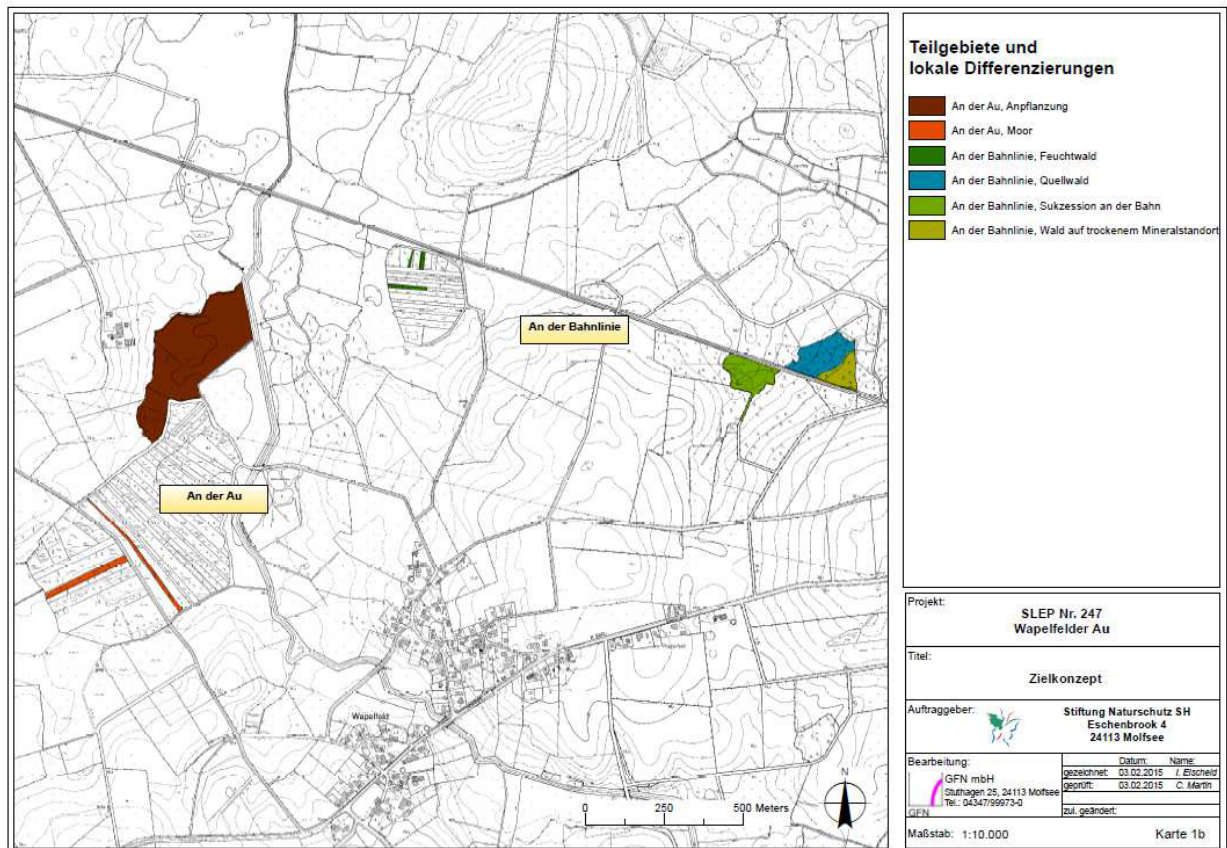 An der Bahnlinie
An der Au
Wapelfeld
0 250 500 Meters
N
Teilgebiete und
lokale Differenzierungen
An der Au, Anpflanzung
An der Au, Moor
An der Bahnlinie, Feuchtwald
An der Bahnlinie, Quellwald
An der Bahnlinie, Sukzession an der Bahn
An der Bahnlinie, Wald auf trockenem Mineralstandort
Projekt:
SLEP Nr. 247
Wapelfelder Au
Titel:
Zielkonzept
Auftraggeber:
Stiftung Naturschutz SH
Eschenbrook 4
24113 Molfsee
Bearbeitung:
GFN mbH
Stuthagen 25, 24113 Molfsee
Tel.: 04347/99973-0
GFN
Datum: Name:
gezeichnet: 03.02.2015 I. Elscheid
geprüft: 03.02.2015 C. Martin
zul. geändert:
Maßstab: 1:10.000
Karte 1b